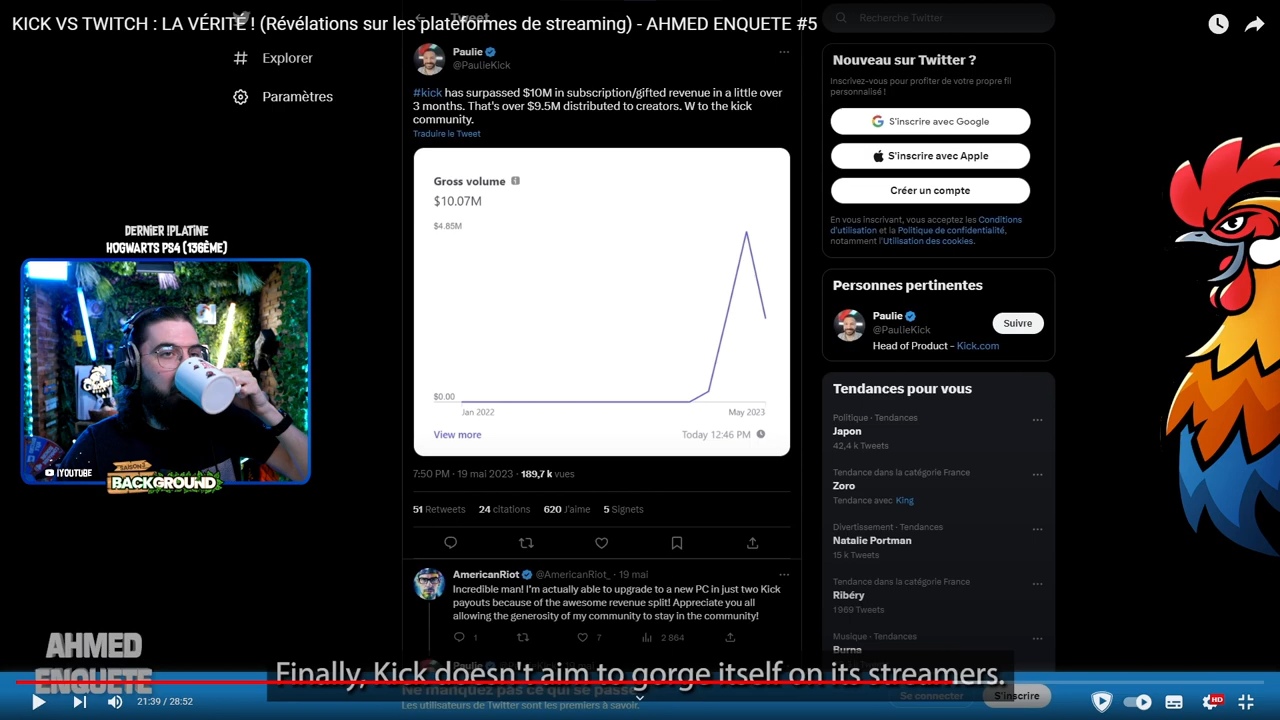 KICK VS TWITCH : LA VÉRITÉ ! (Révélations sur les plateformes de streaming) - AHMED ENQUETE #5
Tweet
Recherche Twitter
Explorer
Paramètres
Paulie
@PaulieKick
#kick has surpassed $10M in subscription/gifted revenue in a little over
3 months. That's over $9.5M distributed to creators. W to the kick
community.
Traduire le Tweet
Gross volume
$10.07M
$4.85M
$0.00
Jan 2022
May 2023
View more
Today 12:46 PM
7:50 PM · 19 mai 2023 · 189,7 k vues
51 Retweets 24 citations 620 J'aime 5 Signets
AmericanRiot @AmericanRiot_ · 19 mai
Incredible man! I'm actually able to upgrade to a new PC in just two Kick
payouts because of the awesome revenue split! Appreciate you all
allowing the generosity of my community to stay in the community!
1 7 2 864
Nouveau sur Twitter ?
Inscrivez-vous pour profiter de votre propre fil
personnalisé !
S'inscrire avec Google
S'inscrire avec Apple
Créer un compte
En vous inscrivant, vous acceptez les Conditions
d'utilisation et la Politique de confidentialité,
notamment l'Utilisation des cookies.
Personnes pertinentes
Paulie
@PaulieKick
Suivre
Head of Product - Kick.com
Tendances pour vous
Politique · Tendances
Japon
42,4 k Tweets
Tendance dans la catégorie France
Zoro
Tendance avec King
Divertissement · Tendances
Natalie Portman
15 k Tweets
Tendance dans la catégorie France
Ribéry
1 969 Tweets
Musique · Tendances
Burna
DERNIER !PLATINE
HOGWARTS PS4 (136ÈME)
!YOUTUBE
SAISON 2
BACKGROUND
AHMED
ENQUETE
Paulie
Finally, Kick doesn't aim to gorge itself on its streamers.
Ne manquez pas ce qui se passe
Les utilisateurs de Twitter sont les premiers à savoir.
Se connecter
S'inscrire
21:39 / 28:52
HD